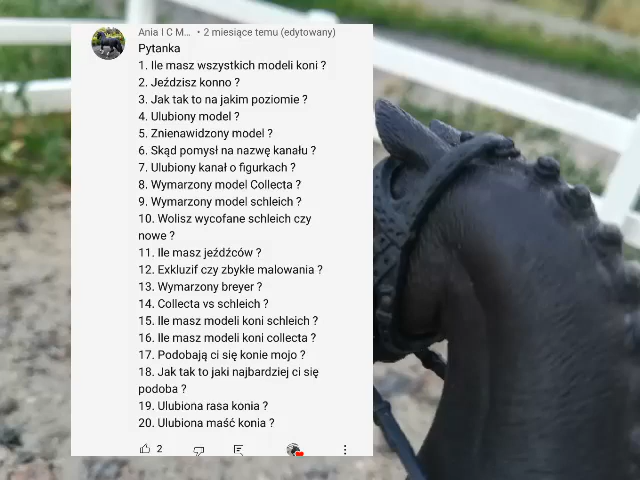 Ania I C M... • 2 miesiące temu (edytowany)
Pytanka
1. Ile masz wszystkich modeli koni ?
2. Jeździsz konno ?
3. Jak tak to na jakim poziomie ?
4. Ulubiony model ?
5. Znienawidzony model ?
6. Skąd pomysł na nazwę kanału ?
7. Ulubiony kanał o figurkach ?
8. Wymarzony model Collecta ?
9. Wymarzony model schleich ?
10. Wolisz wycofane schleich czy
nowe ?
11. Ile masz jeźdźców ?
12. Exkluzif czy zbykłe malowania ?
13. Wymarzony breyer ?
14. Collecta vs schleich ?
15. Ile masz modeli koni schleich ?
16. Ile masz modeli koni collecta ?
17. Podobają ci się konie mojo ?
18. Jak tak to jaki najbardziej ci się
podoba ?
19. Ulubiona rasa konia ?
20. Ulubiona maść konia ?
2